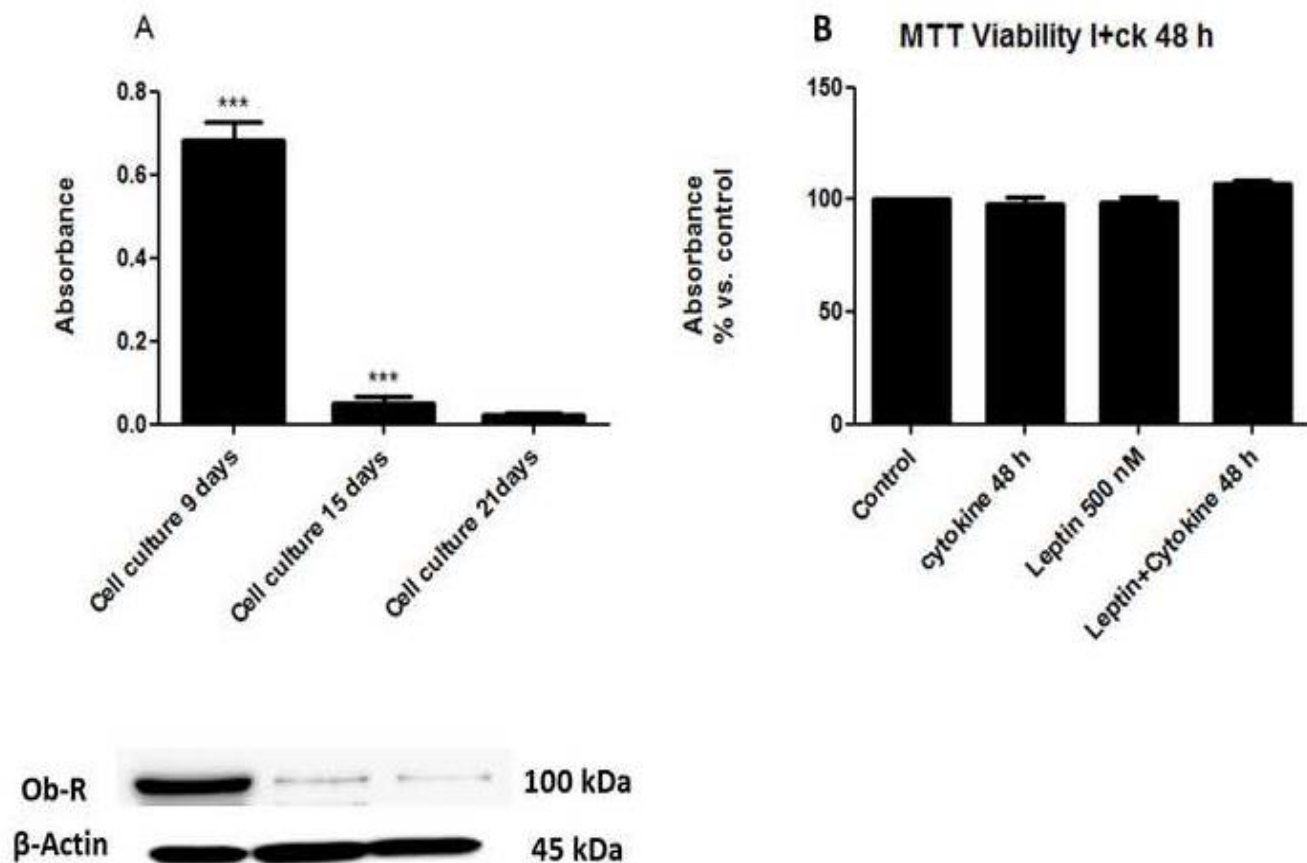 A
0.8
0.6
0.4
0.2
0.0
Absorbance
***
***
Cell culture 9 days
Cell culture 15 days
Cell culture 21days
B
MTT Viability l+ck 48 h
150
100
50
0
Absorbance
% vs. control
Control
cytokine 48 h
Leptin 500 nM
Leptin+Cytokine 48 h
Ob-R
100 kDa
β-Actin
45 kDa